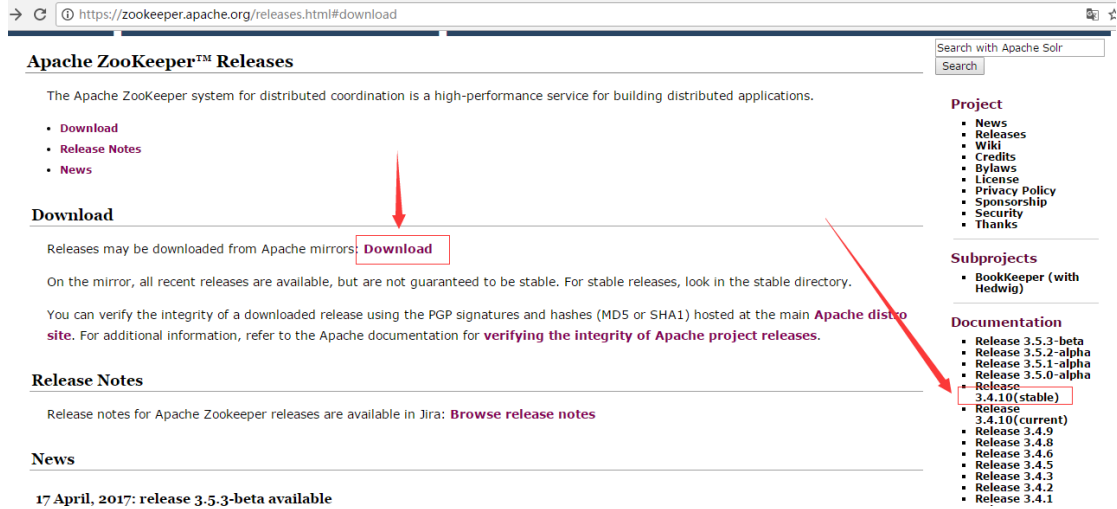 https://zookeeper.apache.org/releases.html#download
Search with Apache Solr
Search
Apache ZooKeeper™ Releases
The Apache ZooKeeper system for distributed coordination is a high-performance service for building distributed applications.
Download
Release Notes
News
Download
Releases may be downloaded from Apache mirrors: Download
On the mirror, all recent releases are available, but are not guaranteed to be stable. For stable releases, look in the stable directory.
You can verify the integrity of a downloaded release using the PGP signatures and hashes (MD5 or SHA1) hosted at the main Apache distro
site. For additional information, refer to the Apache documentation for verifying the integrity of Apache project releases.
Release Notes
Release notes for Apache Zookeeper releases are available in Jira: Browse release notes
News
17 April, 2017: release 3.5.3-beta available
Project
News
Releases
Wiki
Credits
Bylaws
License
Privacy Policy
Sponsorship
Security
Thanks
Subprojects
BookKeeper (with
Hedwig)
Documentation
Release 3.5.3-beta
Release 3.5.2-alpha
Release 3.5.1-alpha
Release 3.5.0-alpha
Release
3.4.10(stable)
Release
3.4.10(current)
Release 3.4.9
Release 3.4.8
Release 3.4.6
Release 3.4.5
Release 3.4.3
Release 3.4.2
Release 3.4.1